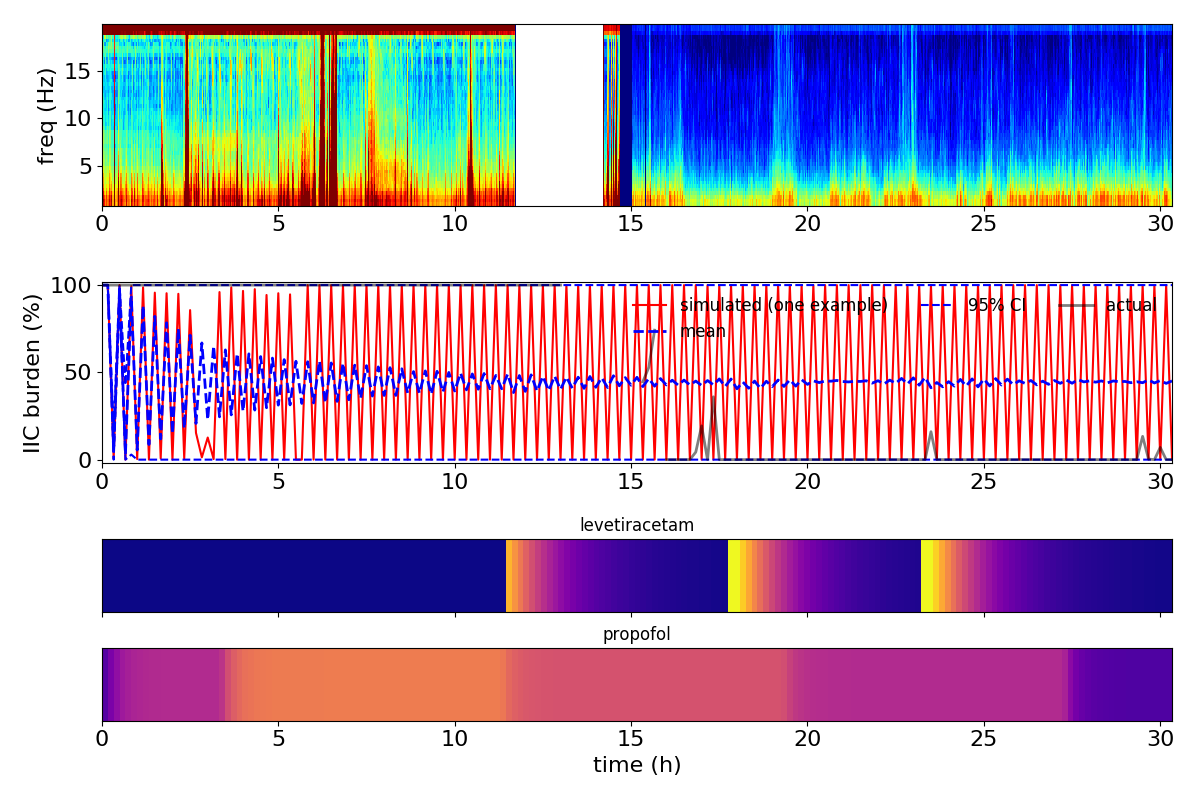 freq (Hz)
15
10
5
0 5 10 15 20 25 30
IIC burden (%)
100
50
0
simulated (one example) 95% CI actual
mean
0 5 10 15 20 25 30
levetiracetam
propofol
0 5 10 15 20 25 30
time (h)